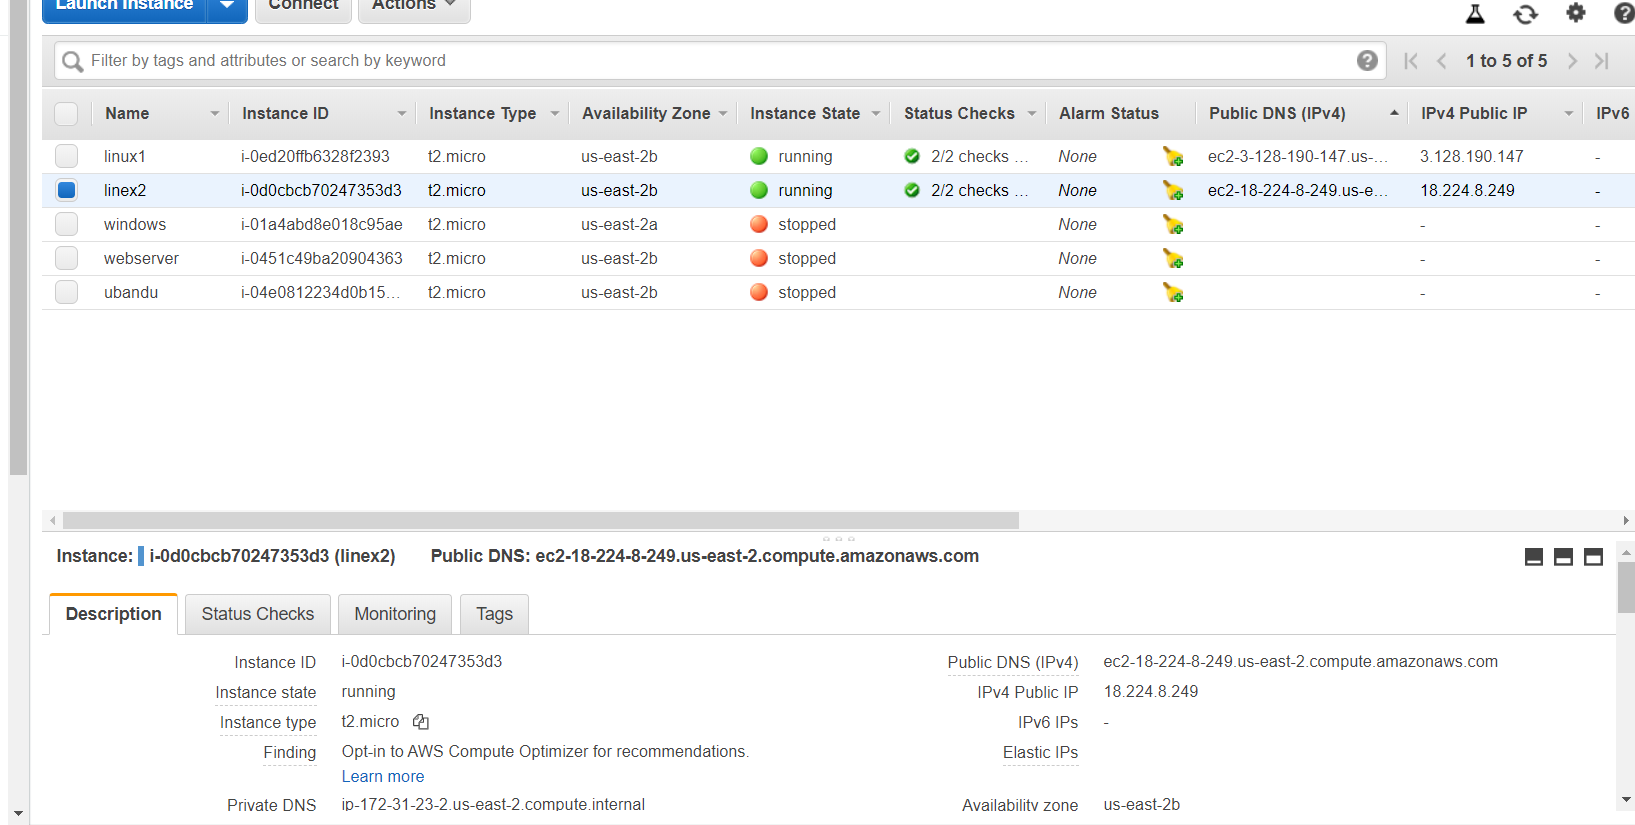 Launch Instance Connect Actions
Filter by tags and attributes or search by keyword 1 to 5 of 5
Name Instance ID Instance Type Availability Zone Instance State Status Checks Alarm Status Public DNS (IPv4) IPv4 Public IP IPv6
linux1 i-0ed20ffb6328f2393 t2.micro us-east-2b running 2/2 checks ... None ec2-3-128-190-147.us-... 3.128.190.147 -
linex2 i-0d0cbcb70247353d3 t2.micro us-east-2b running 2/2 checks ... None ec2-18-224-8-249.us-e... 18.224.8.249 -
windows i-01a4abd8e018c95ae t2.micro us-east-2a stopped None - -
webserver i-0451c49ba20904363 t2.micro us-east-2b stopped None - -
ubandu i-04e0812234d0b15... t2.micro us-east-2b stopped None - -
Instance: i-0d0cbcb70247353d3 (linex2) Public DNS: ec2-18-224-8-249.us-east-2.compute.amazonaws.com
Description Status Checks Monitoring Tags
Instance ID i-0d0cbcb70247353d3 Public DNS (IPv4) ec2-18-224-8-249.us-east-2.compute.amazonaws.com
Instance state running IPv4 Public IP 18.224.8.249
Instance type t2.micro IPv6 IPs -
Finding Opt-in to AWS Compute Optimizer for recommendations. Elastic IPs
Learn more
Private DNS ip-172-31-23-2.us-east-2.compute.internal Availability zone us-east-2b